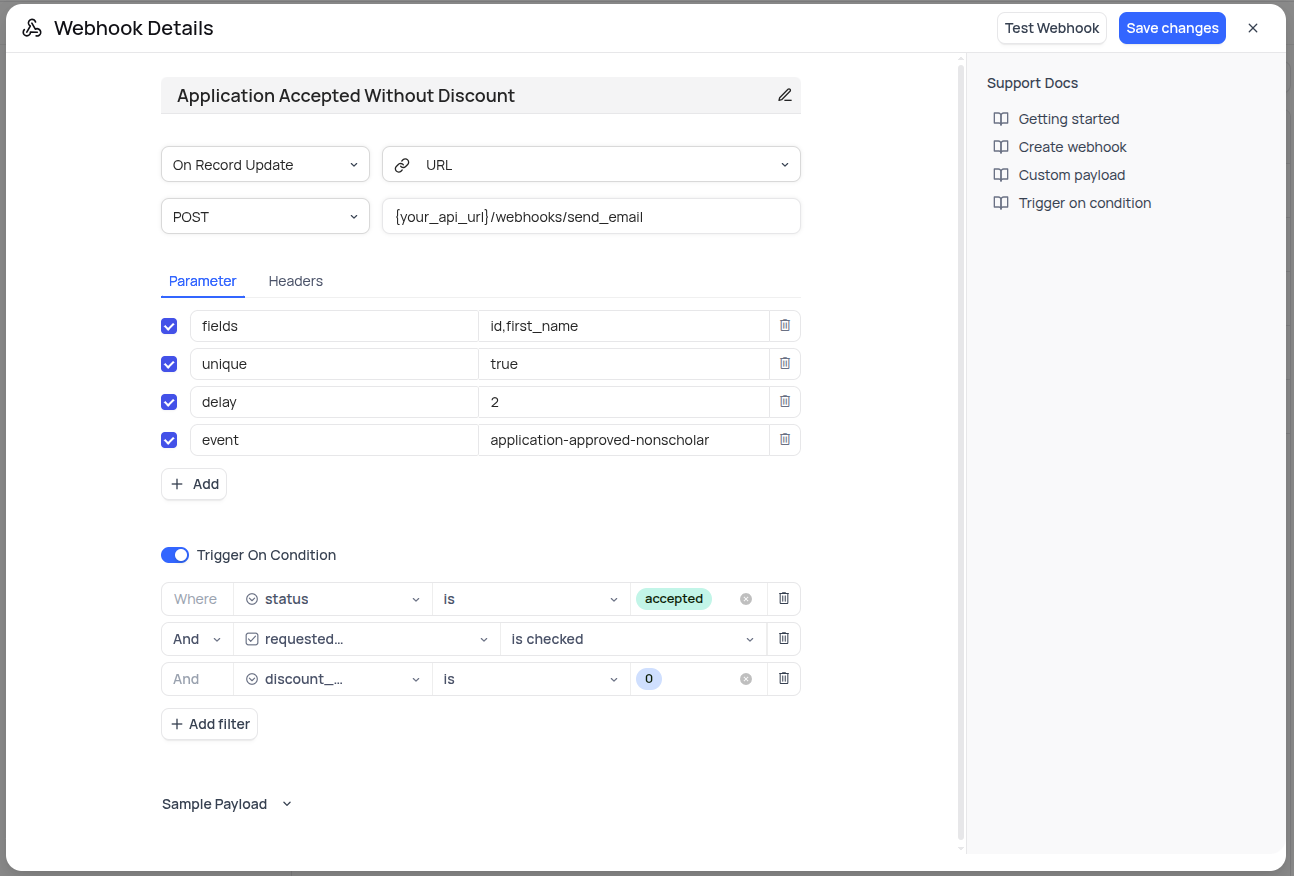 Webhook Details
Test Webhook
Save changes
Application Accepted Without Discount
On Record Update
URL
POST
{your_api_url}/webhooks/send_email
Parameter
Headers
fields
id,first_name
unique
true
delay
2
event
application-approved-nonscholar
Add
Trigger On Condition
Where
status
is
accepted
And
requested...
is checked
And
discount_...
is
0
Add filter
Sample Payload
Support Docs
Getting started
Create webhook
Custom payload
Trigger on condition